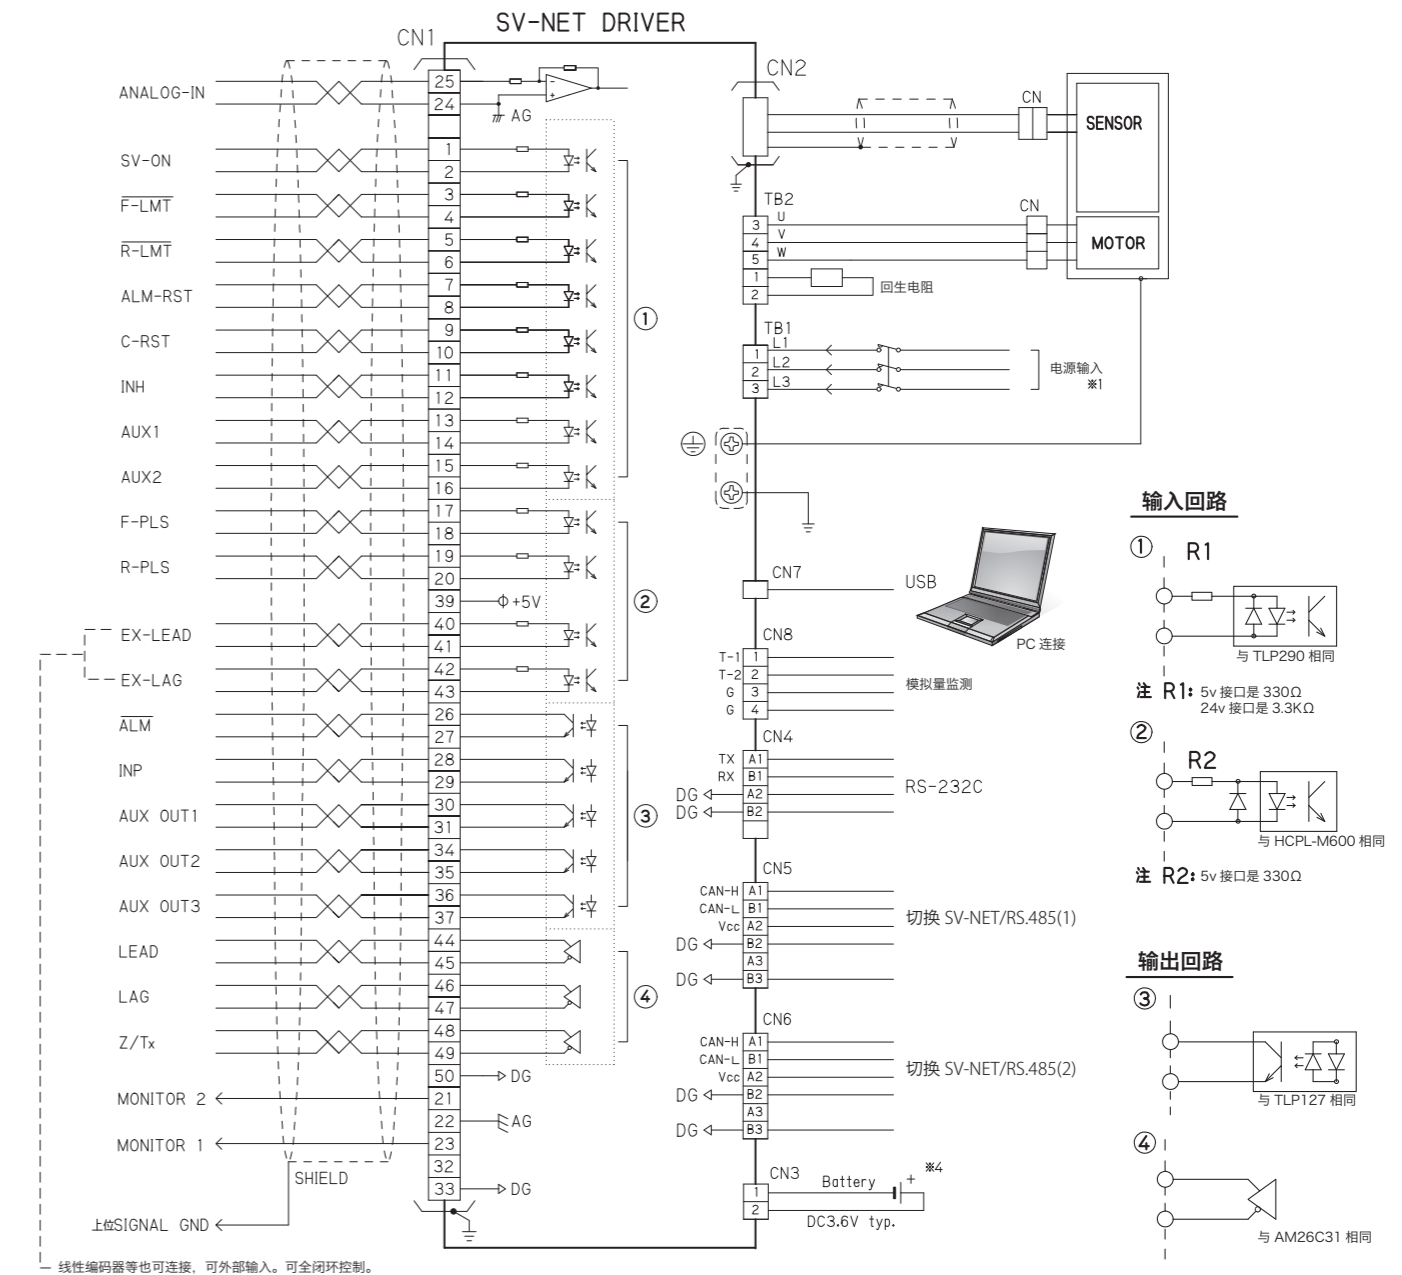 SV-NET DRIVER
CN1
ANALOG-IN
25
24
AG
SV-ON
1
2
F-LMT
3
4
R-LMT
5
6
ALM-RST
7
8
C-RST
9
10
INH
11
12
AUX1
13
14
AUX2
15
16
①
F-PLS
17
18
R-PLS
19
20
39
+5V
EX-LEAD
40
41
EX-LAG
42
43
②
ALM
26
27
INP
28
29
AUX OUT1
30
31
AUX OUT2
34
35
AUX OUT3
36
37
③
LEAD
44
45
LAG
46
47
Z/Tx
48
49
④
50
DG
MONITOR 2
21
22
AG
MONITOR 1
23
32
SHIELD
33
DG
上位SIGNAL GND
线性编码器等也可连接，可外部输入。可全闭环控制。
CN2
CN
SENSOR
TB2
3 U
4 V
5 W
CN
MOTOR
1
2
回生电阻
TB1
1 L1
2 L2
3 L3
电源输入
※1
CN7
USB
PC 连接
CN8
T-1 1
T-2 2
G 3
G 4
模拟量监测
CN4
TX A1
RX B1
DG A2
DG B2
RS-232C
CN5
CAN-H A1
CAN-L B1
Vcc A2
DG B2
A3
DG B3
切换 SV-NET/RS.485(1)
CN6
CAN-H A1
CAN-L B1
Vcc A2
DG B2
A3
DG B3
切换 SV-NET/RS.485(2)
CN3
1
2
Battery
+
※4
DC3.6V typ.
输入回路
①
R1
与 TLP290 相同
注 R1: 5v 接口是 330Ω
24v 接口是 3.3KΩ
②
R2
与 HCPL-M600 相同
注 R2: 5v 接口是 330Ω
输出回路
③
与 TLP127 相同
④
与 AM26C31 相同